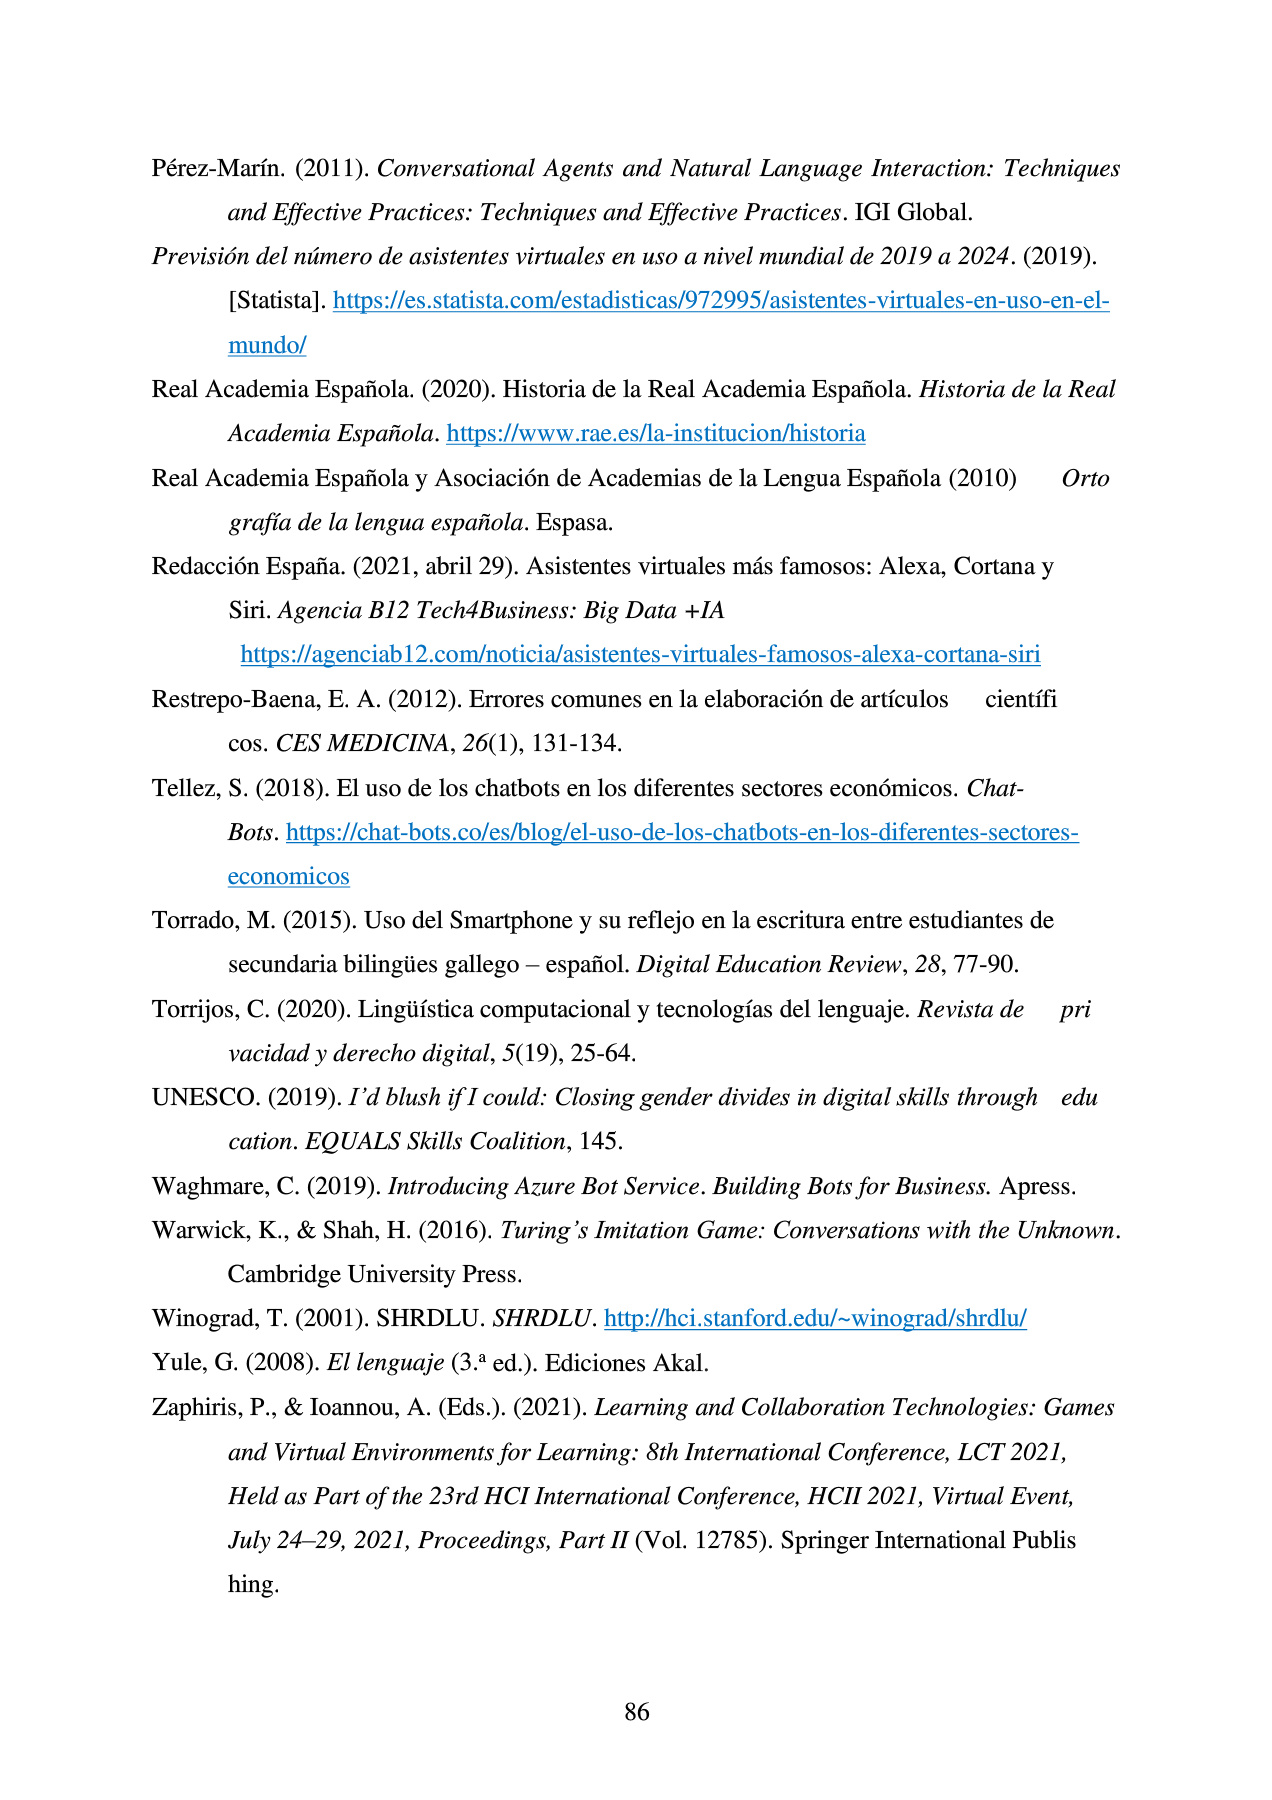 Pérez-Marín. (2011). Conversational Agents and Natural Language Interaction: Techniques
and Effective Practices: Techniques and Effective Practices. IGI Global.
Previsión del número de asistentes virtuales en uso a nivel mundial de 2019 a 2024. (2019).
[Statista]. https://es.statista.com/estadisticas/972995/asistentes-virtuales-en-uso-en-el-
mundo/
Real Academia Española. (2020). Historia de la Real Academia Española. Historia de la Real
Academia Española. https://www.rae.es/la-institucion/historia
Real Academia Española y Asociación de Academias de la Lengua Española (2010) Orto
grafía de la lengua española. Espasa.
Redacción España. (2021, abril 29). Asistentes virtuales más famosos: Alexa, Cortana y
Siri. Agencia B12 Tech4Business: Big Data +IA
https://agenciab12.com/noticia/asistentes-virtuales-famosos-alexa-cortana-siri
Restrepo-Baena, E. A. (2012). Errores comunes en la elaboración de artículos científi
cos. CES MEDICINA, 26(1), 131-134.
Tellez, S. (2018). El uso de los chatbots en los diferentes sectores económicos. Chat-
Bots. https://chat-bots.co/es/blog/el-uso-de-los-chatbots-en-los-diferentes-sectores-
economicos
Torrado, M. (2015). Uso del Smartphone y su reflejo en la escritura entre estudiantes de
secundaria bilingües gallego – español. Digital Education Review, 28, 77-90.
Torrijos, C. (2020). Lingüística computacional y tecnologías del lenguaje. Revista de pri
vacidad y derecho digital, 5(19), 25-64.
UNESCO. (2019). I’d blush if I could: Closing gender divides in digital skills through edu
cation. EQUALS Skills Coalition, 145.
Waghmare, C. (2019). Introducing Azure Bot Service. Building Bots for Business. Apress.
Warwick, K., & Shah, H. (2016). Turing’s Imitation Game: Conversations with the Unknown.
Cambridge University Press.
Winograd, T. (2001). SHRDLU. SHRDLU. http://hci.stanford.edu/~winograd/shrdlu/
Yule, G. (2008). El lenguaje (3.ª ed.). Ediciones Akal.
Zaphiris, P., & Ioannou, A. (Eds.). (2021). Learning and Collaboration Technologies: Games
and Virtual Environments for Learning: 8th International Conference, LCT 2021,
Held as Part of the 23rd HCI International Conference, HCII 2021, Virtual Event,
July 24–29, 2021, Proceedings, Part II (Vol. 12785). Springer International Publis
hing.
86